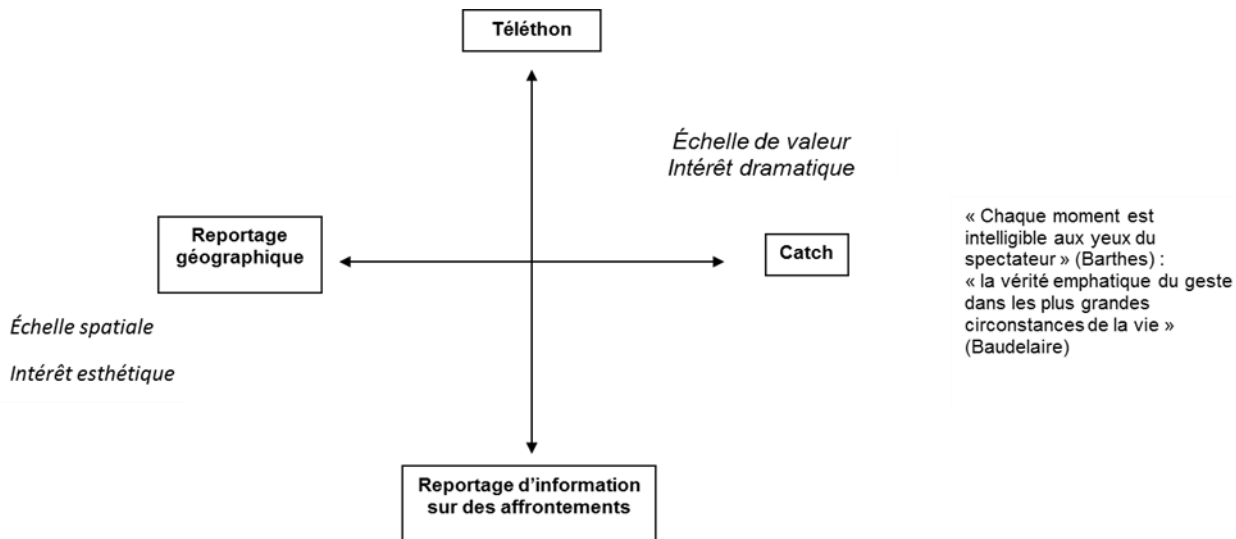 Téléthon
Échelle de valeur
Intérêt dramatique
Reportage
géographique
Catch
« Chaque moment est
intelligible aux yeux du
spectateur » (Barthes) :
« la vérité emphatique du geste
dans les plus grandes
circonstances de la vie »
(Baudelaire)
Échelle spatiale
Intérêt esthétique
Reportage d’information
sur des affrontements